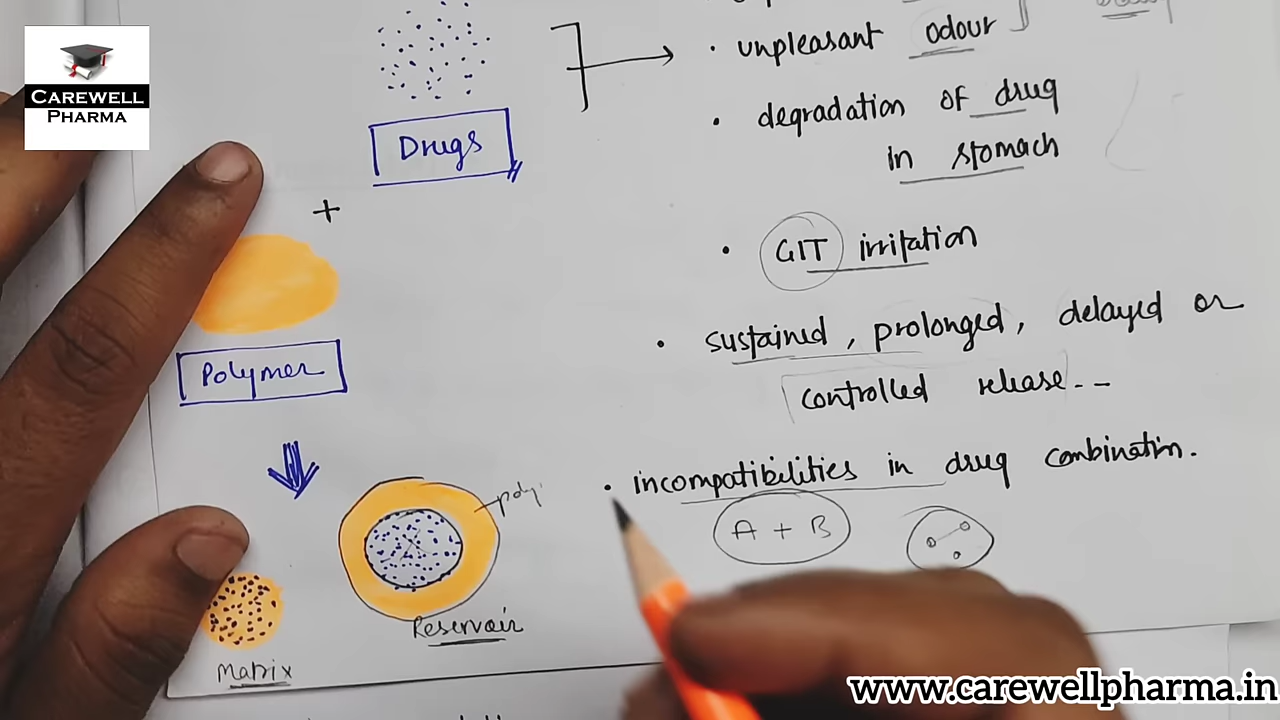 CAREWELL
PHARMA
Drugs
+
Polymer
poly.
Reservoir
Matrix
• unpleasant odour
• degradation of drug
in stomach
• GIT irritation
• sustained, prolonged, delayed or
controlled release--
• incompatibilities in drug combination.
A + B
www.carewellpharma.in